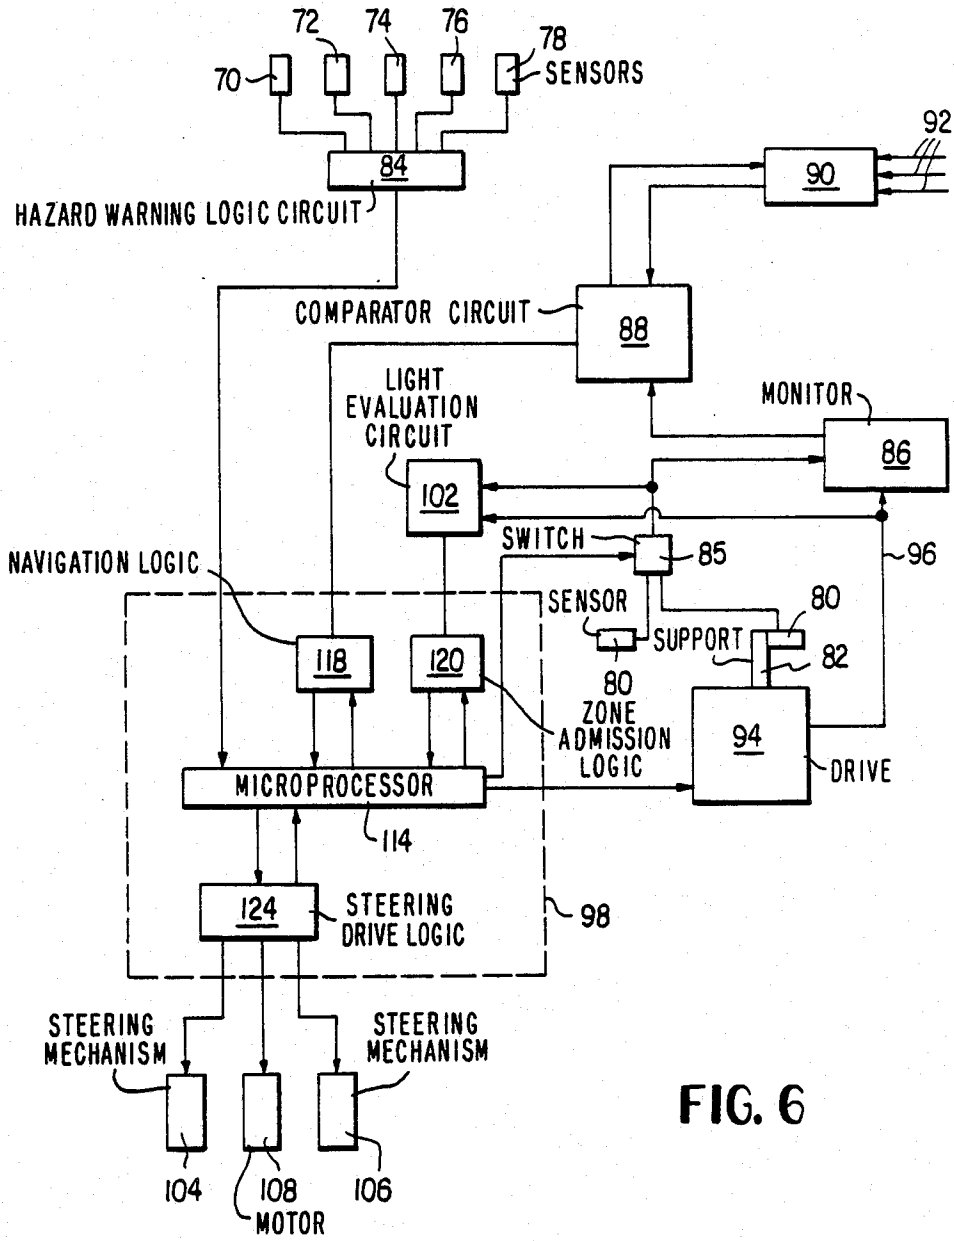 72 74 76
78
70
SENSORS
92
84
90
HAZARD WARNING LOGIC CIRCUIT
COMPARATOR CIRCUIT
88
LIGHT
EVALUATION
CIRCUIT
MONITOR
86
102
SWITCH
85
96
NAVIGATION LOGIC
SENSOR
80
SUPPORT
82
118
120
80
ZONE
ADMISSION
LOGIC
94
DRIVE
MICROPROCESSOR
114
124
STEERING
DRIVE LOGIC
98
STEERING
MECHANISM
STEERING
MECHANISM
104
108
106
MOTOR
FIG. 6